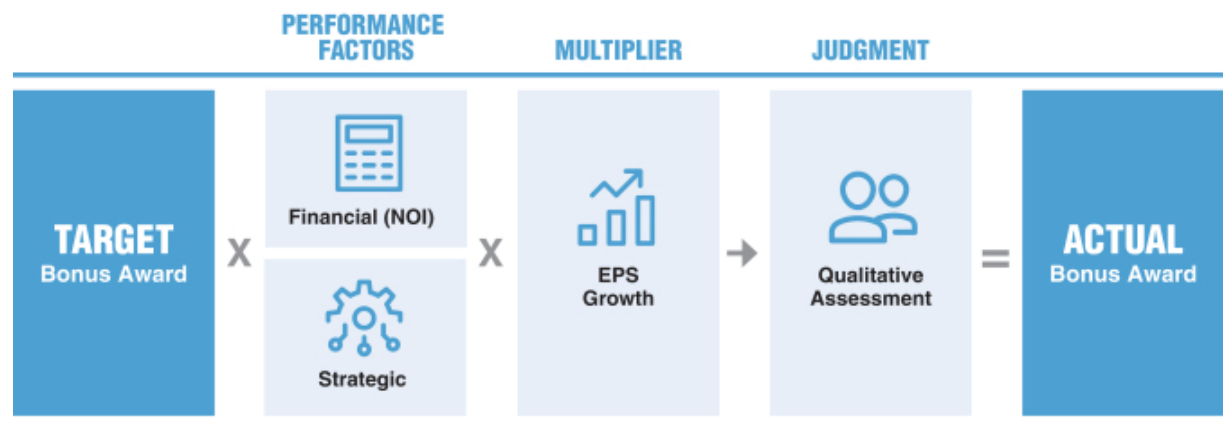 PERFORMANCE
FACTORS
MULTIPLIER
JUDGMENT
TARGET
Bonus Award
X
Financial (NOI)
Strategic
X
EPS
Growth
Qualitative
Assessment
=
ACTUAL
Bonus Award